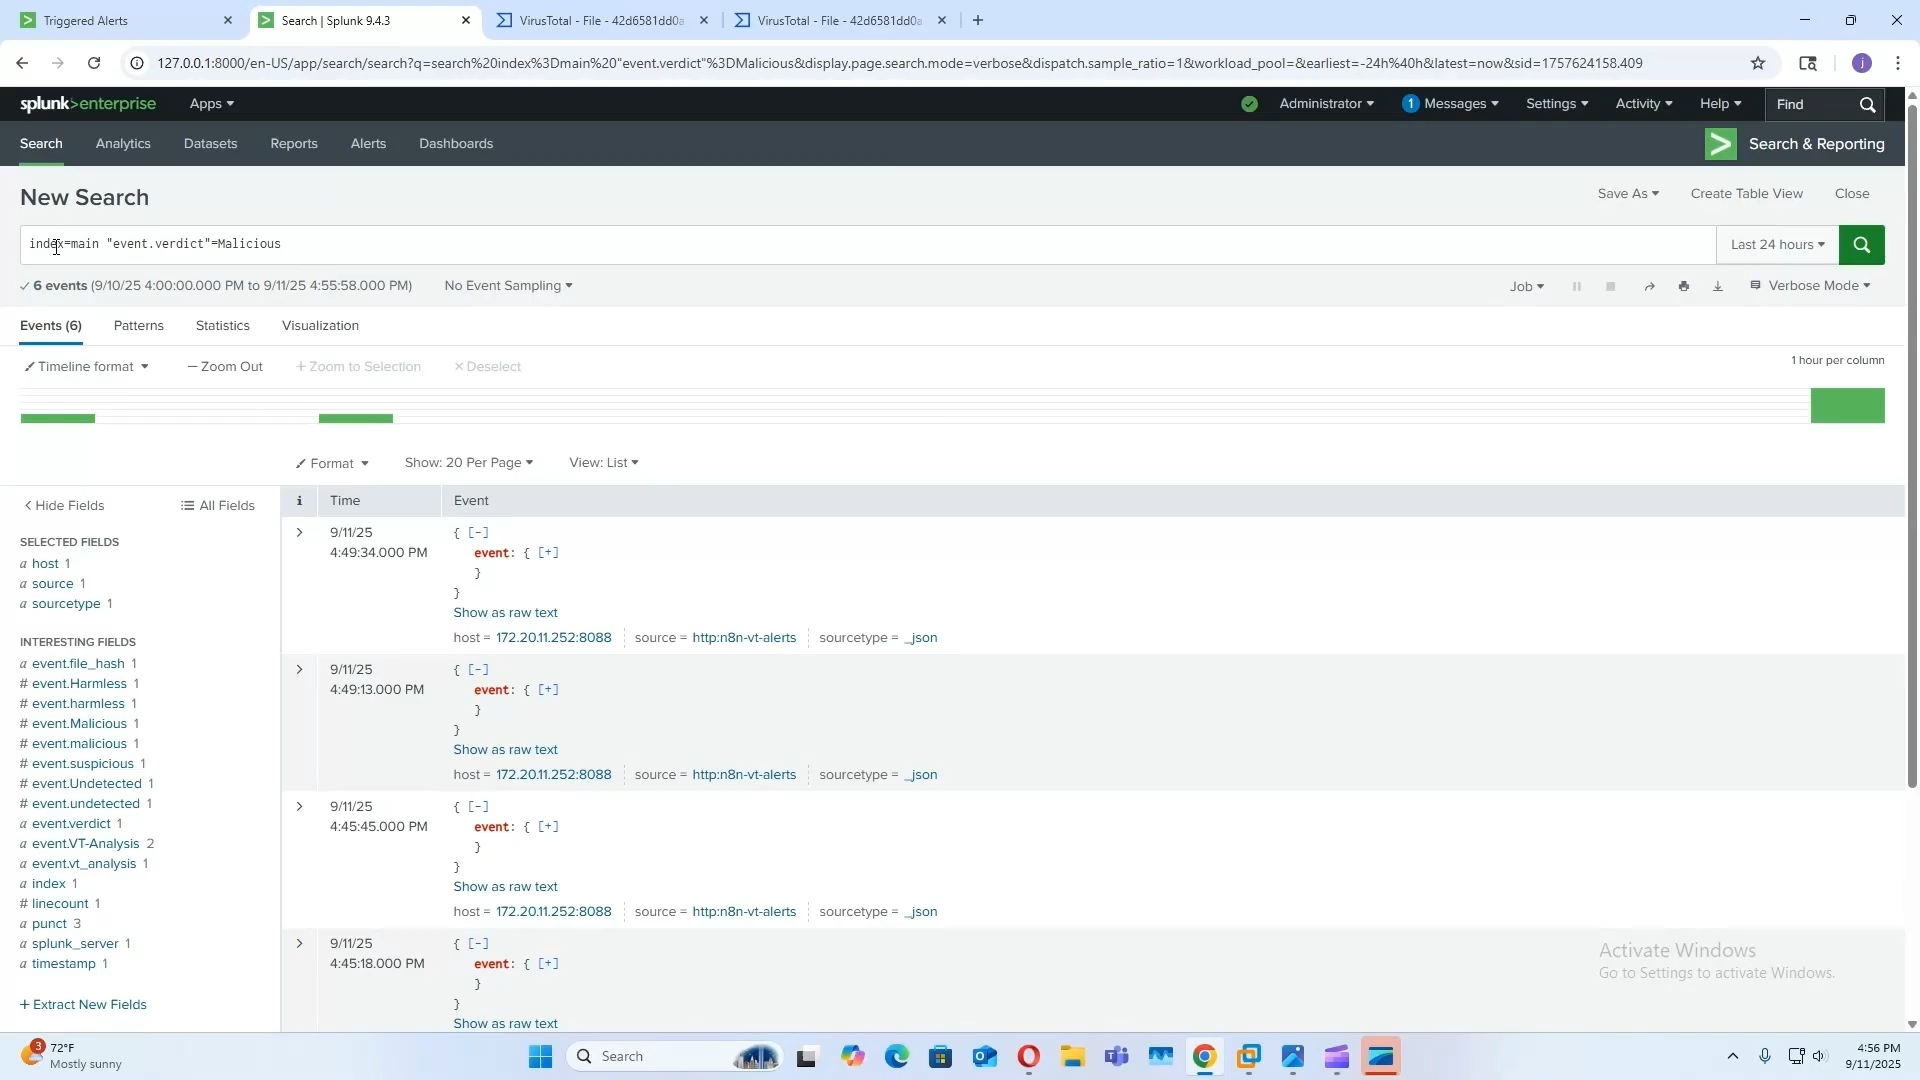 Triggered Alerts
Search | Splunk 9.4.3
VirusTotal - File - 42d6581dd0a
VirusTotal - File - 42d6581dd0a
127.0.0.1:8000/en-US/app/search/search?q=search%20index%3Dmain%20"event.verdict"%3DMalicious&display.page.search.mode=verbose&dispatch.sample_ratio=1&workload_pool=&earliest=-24h%40h&latest=now&sid=1757624158.409
j
splunk>enterprise Apps Administrator 1 Messages Settings Activity Help Find
Search Analytics Datasets Reports Alerts Dashboards > Search & Reporting
New Search
Save As Create Table View Close
index=main "event.verdict"=Malicious
Last 24 hours
✓ 6 events (9/10/25 4:00:00.000 PM to 9/11/25 4:55:58.000 PM) No Event Sampling
Job Verbose Mode
Events (6) Patterns Statistics Visualization
Timeline format — Zoom Out + Zoom to Selection × Deselect
1 hour per column
Format Show: 20 Per Page View: List
< Hide Fields All Fields
SELECTED FIELDS
a host 1
a source 1
a sourcetype 1
INTERESTING FIELDS
a event.file_hash 1
# event.Harmless 1
# event.harmless 1
# event.Malicious 1
# event.malicious 1
# event.suspicious 1
# event.Undetected 1
# event.undetected 1
a event.verdict 1
a event.VT-Analysis 2
a event.vt_analysis 1
a index 1
# linecount 1
a punct 3
a splunk_server 1
a timestamp 1
+ Extract New Fields
i Time Event
> 9/11/25
4:49:34.000 PM
{ [-]
event: { [+]
}
}
Show as raw text
host = 172.20.11.252:8088 source = http:n8n-vt-alerts sourcetype = _json
> 9/11/25
4:49:13.000 PM
{ [-]
event: { [+]
}
}
Show as raw text
host = 172.20.11.252:8088 source = http:n8n-vt-alerts sourcetype = _json
> 9/11/25
4:45:45.000 PM
{ [-]
event: { [+]
}
}
Show as raw text
host = 172.20.11.252:8088 source = http:n8n-vt-alerts sourcetype = _json
> 9/11/25
4:45:18.000 PM
{ [-]
event: { [+]
}
}
Show as raw text
Activate Windows
Go to Settings to activate Windows.
3
72°F
Mostly sunny
Search
4:56 PM
9/11/2025